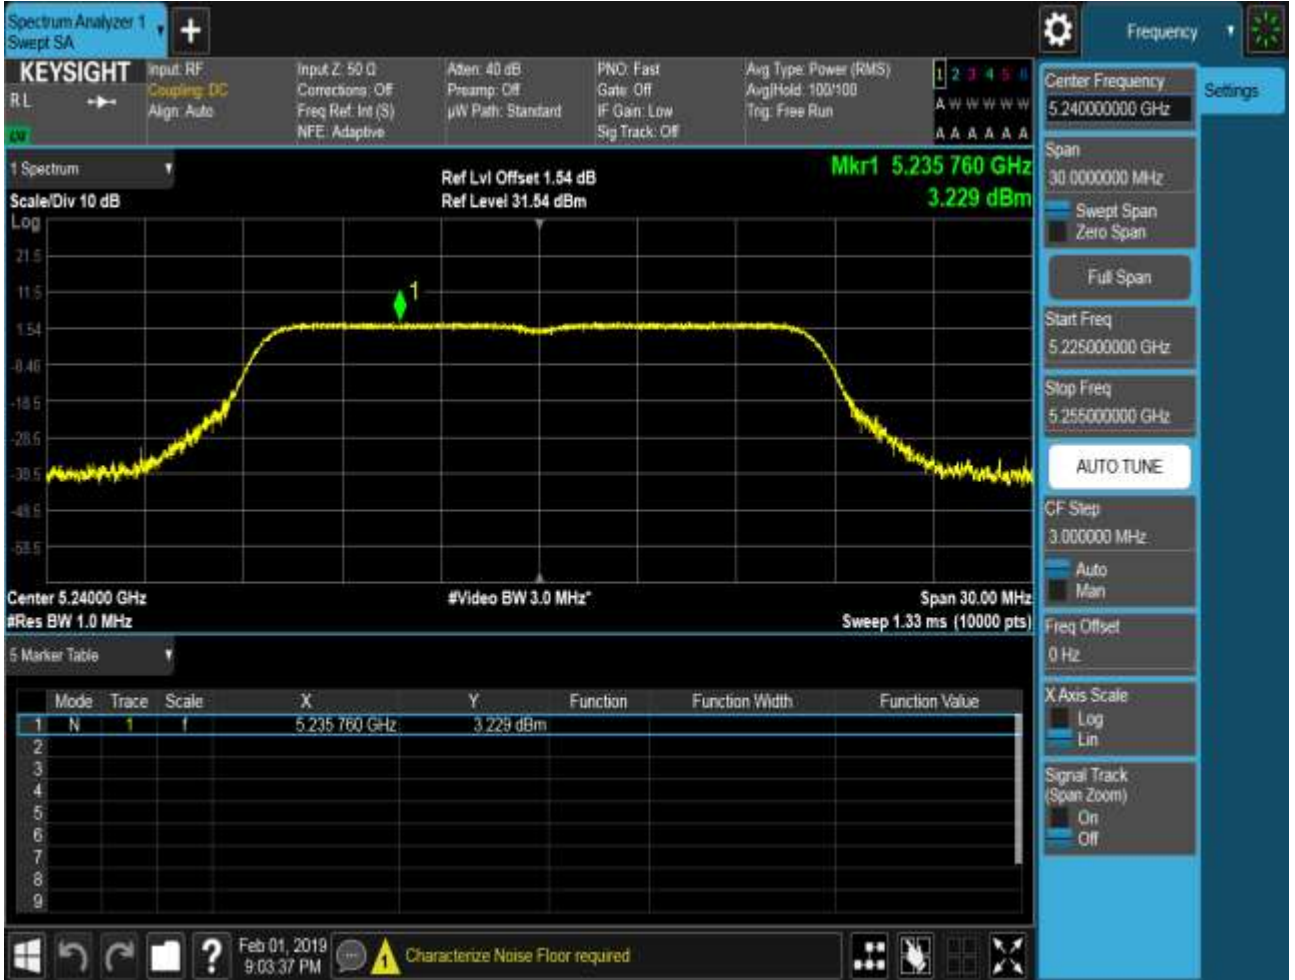 Spectrum Analyzer 1
Swept SA
+
Frequency
KEYSIGHT
RL
Input: RF
Coupling: DC
Align: Auto
Input Z: 50 Ω
Corrections: Off
Freq Ref: Int (S)
NFE: Adaptive
Atten: 40 dB
Preamp: Off
µW Path: Standard
PNO: Fast
Gate: Off
IF Gain: Low
Sig Track: Off
Avg Type: Power (RMS)
Avg|Hold: 100/100
Trig: Free Run
1 2 3 4 5 6
A W W W W W
A A A A A A
1 Spectrum
Scale/Div 10 dB
Ref Lvl Offset 1.54 dB
Ref Level 31.54 dBm
Mkr1 5.235 760 GHz
3.229 dBm
Log
21.5
11.5
1.54
-8.46
-18.5
-28.5
-38.5
-48.5
-58.5
1
Center 5.24000 GHz
#Res BW 1.0 MHz
#Video BW 3.0 MHz*
Span 30.00 MHz
Sweep 1.33 ms (10000 pts)
5 Marker Table
Mode Trace Scale X Y Function Function Width Function Value
1 N 1 f 5.235 760 GHz 3.229 dBm
2
3
4
5
6
7
8
9
Settings
Center Frequency
5.240000000 GHz
Span
30.0000000 MHz
Swept Span
Zero Span
Full Span
Start Freq
5.225000000 GHz
Stop Freq
5.255000000 GHz
AUTO TUNE
CF Step
3.000000 MHz
Auto
Man
Freq Offset
0 Hz
X Axis Scale
Log
Lin
Signal Track
(Span Zoom)
On
Off
?
Feb 01, 2019
9:03:37 PM
1
Characterize Noise Floor required